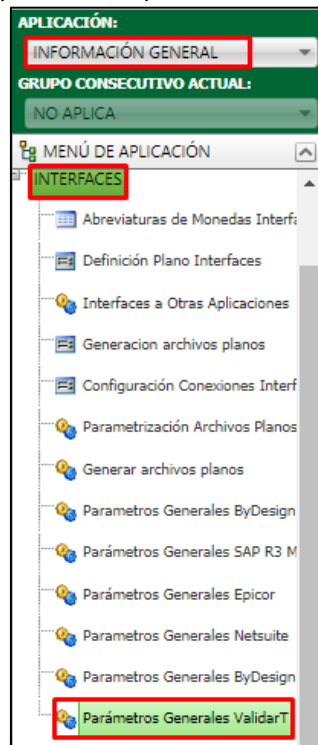 APLICACIÓN:
INFORMACIÓN GENERAL
GRUPO CONSECUTIVO ACTUAL:
NO APLICA
MENÚ DE APLICACIÓN
INTERFACES
Abreviaturas de Monedas Interfa
Definición Plano Interfaces
Interfaces a Otras Aplicaciones
Generacion archivos planos
Configuración Conexiones Interf
Parametrización Archivos Planos
Generar archivos planos
Parametros Generales ByDesign
Parámetros Generales SAP R3 M
Parámetros Generales Epicor
Parametros Generales Netsuite
Parametros Generales ByDesign
Parámetros Generales ValidarT